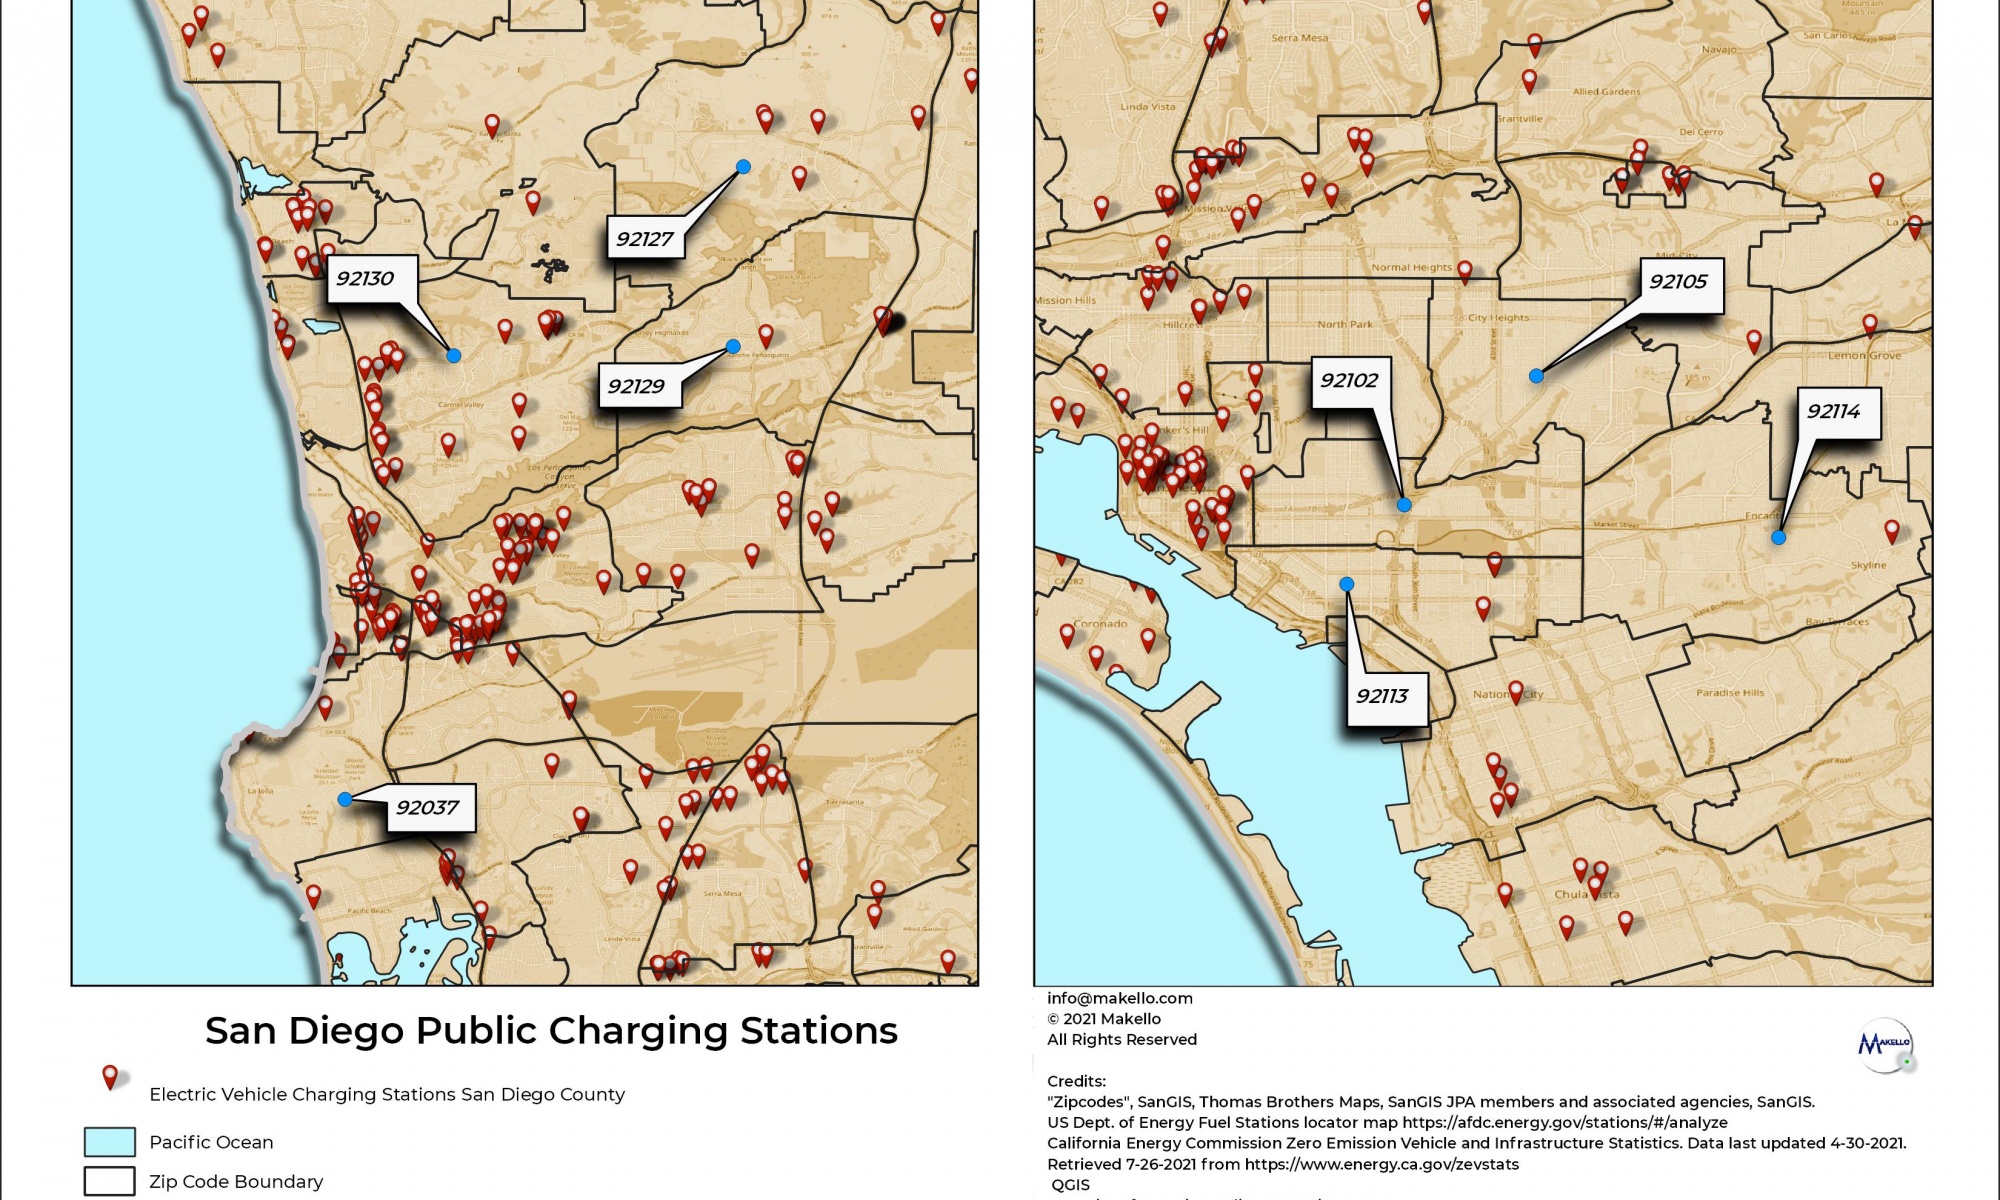 92127
92130
92129
Carmel Valley
92037
La Jolla
Pacific Beach
Serra Mesa
Linda Vista
Tierrasanta
Serra Mesa
Navajo
San Carlos
Allied Gardens
Linda Vista
Grantville
Del Cerro
Normal Heights
92105
Mission Hills
Hillcrest
North Park
City Heights
Lemon Grove
92102
92114
Market Street
Skyline
Coronado
Bay Terraces
92113
National City
Paradise Hills
Chula Vista
San Diego Public Charging Stations
Electric Vehicle Charging Stations San Diego County
Pacific Ocean
Zip Code Boundary
info@makello.com
© 2021 Makello
All Rights Reserved
MAKELLO
Credits:
"Zipcodes", SanGIS, Thomas Brothers Maps, SanGIS JPA members and associated agencies, SanGIS.
US Dept. of Energy Fuel Stations locator map https://afdc.energy.gov/stations/#/analyze
California Energy Commission Zero Emission Vehicle and Infrastructure Statistics. Data last updated 4-30-2021.
Retrieved 7-26-2021 from https://www.energy.ca.gov/zevstats
QGIS